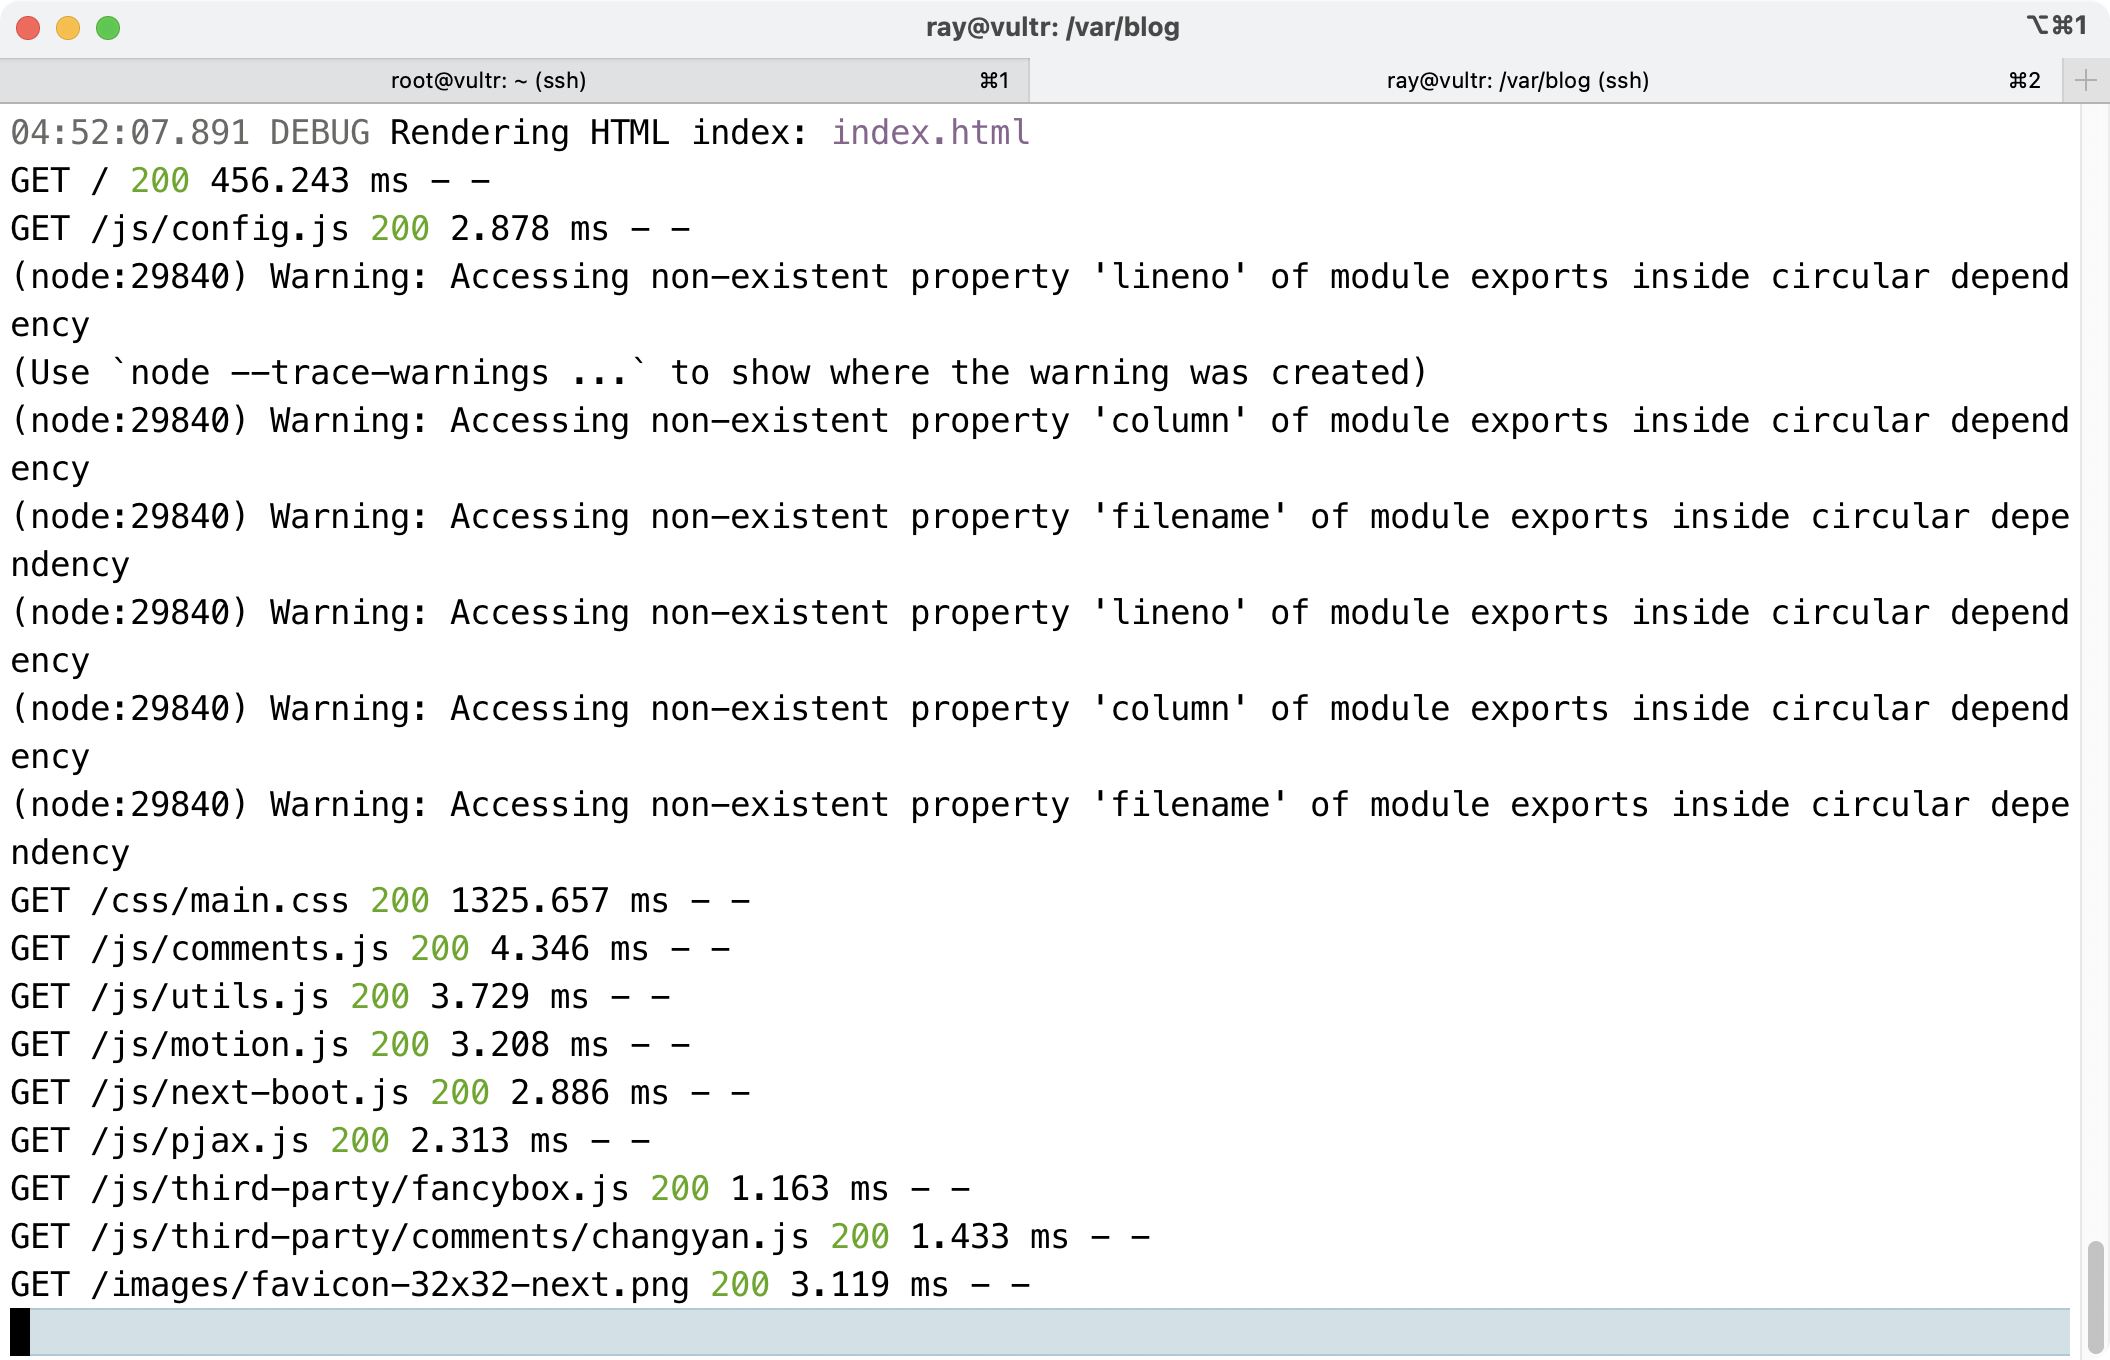 ray@vultr: /var/blog
⌥⌘1
root@vultr: ~ (ssh) ⌘1
ray@vultr: /var/blog (ssh) ⌘2
04:52:07.891 DEBUG Rendering HTML index: index.html
GET / 200 456.243 ms - -
GET /js/config.js 200 2.878 ms - -
(node:29840) Warning: Accessing non-existent property 'lineno' of module exports inside circular depend
ency
(Use `node --trace-warnings ...` to show where the warning was created)
(node:29840) Warning: Accessing non-existent property 'column' of module exports inside circular depend
ency
(node:29840) Warning: Accessing non-existent property 'filename' of module exports inside circular depe
ndency
(node:29840) Warning: Accessing non-existent property 'lineno' of module exports inside circular depend
ency
(node:29840) Warning: Accessing non-existent property 'column' of module exports inside circular depend
ency
(node:29840) Warning: Accessing non-existent property 'filename' of module exports inside circular depe
ndency
GET /css/main.css 200 1325.657 ms - -
GET /js/comments.js 200 4.346 ms - -
GET /js/utils.js 200 3.729 ms - -
GET /js/motion.js 200 3.208 ms - -
GET /js/next-boot.js 200 2.886 ms - -
GET /js/pjax.js 200 2.313 ms - -
GET /js/third-party/fancybox.js 200 1.163 ms - -
GET /js/third-party/comments/changyan.js 200 1.433 ms - -
GET /images/favicon-32x32-next.png 200 3.119 ms - -